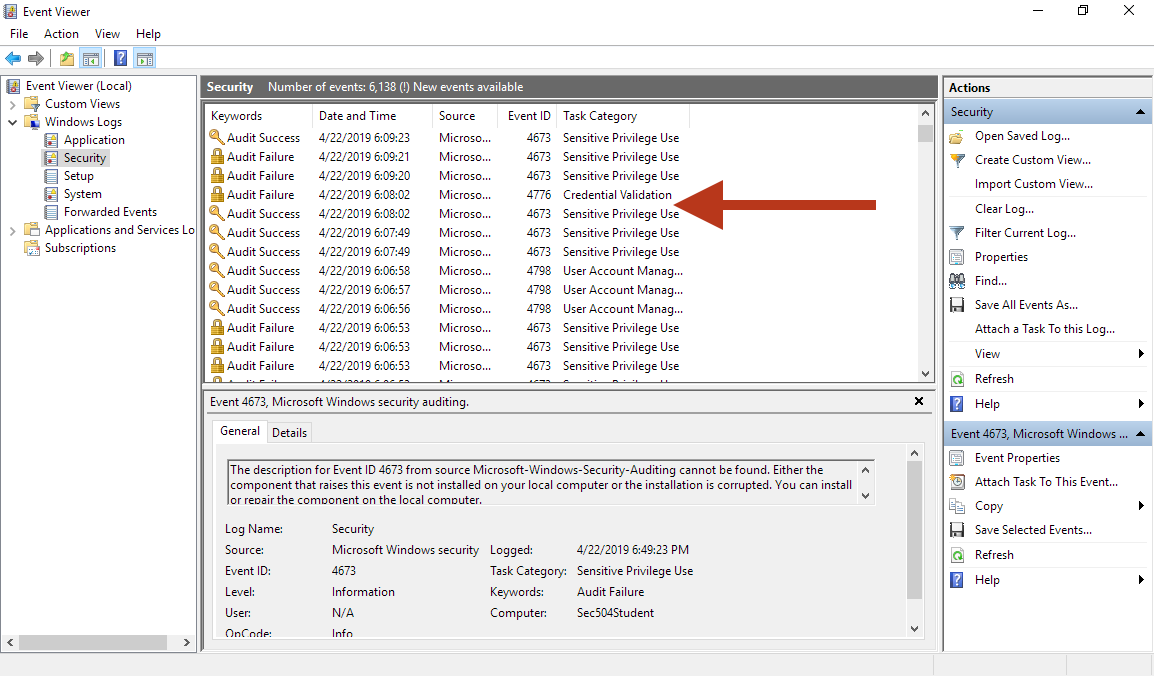 Event Viewer
File Action View Help
Event Viewer (Local)
Custom Views
Windows Logs
Application
Security
Setup
System
Forwarded Events
Applications and Services Lo
Subscriptions
Security Number of events: 6,138 (!) New events available
Keywords Date and Time Source Event ID Task Category
Audit Success 4/22/2019 6:09:23 Microso... 4673 Sensitive Privilege Use
Audit Failure 4/22/2019 6:09:21 Microso... 4673 Sensitive Privilege Use
Audit Failure 4/22/2019 6:09:20 Microso... 4673 Sensitive Privilege Use
Audit Failure 4/22/2019 6:08:02 Microso... 4776 Credential Validation
Audit Success 4/22/2019 6:08:02 Microso... 4673 Sensitive Privilege Use
Audit Success 4/22/2019 6:07:49 Microso... 4673 Sensitive Privilege Use
Audit Success 4/22/2019 6:07:49 Microso... 4673 Sensitive Privilege Use
Audit Success 4/22/2019 6:06:58 Microso... 4798 User Account Manag...
Audit Success 4/22/2019 6:06:57 Microso... 4798 User Account Manag...
Audit Success 4/22/2019 6:06:56 Microso... 4798 User Account Manag...
Audit Failure 4/22/2019 6:06:53 Microso... 4673 Sensitive Privilege Use
Audit Failure 4/22/2019 6:06:53 Microso... 4673 Sensitive Privilege Use
Audit Failure 4/22/2019 6:06:53 Microso... 4673 Sensitive Privilege Use
Event 4673, Microsoft Windows security auditing.
General Details
The description for Event ID 4673 from source Microsoft-Windows-Security-Auditing cannot be found. Either the
component that raises this event is not installed on your local computer or the installation is corrupted. You can install
or repair the component on the local computer.
Log Name: Security
Source: Microsoft Windows security Logged: 4/22/2019 6:49:23 PM
Event ID: 4673 Task Category: Sensitive Privilege Use
Level: Information Keywords: Audit Failure
User: N/A Computer: Sec504Student
OpCode: Info
Actions
Security
Open Saved Log...
Create Custom View...
Import Custom View...
Clear Log...
Filter Current Log...
Properties
Find...
Save All Events As...
Attach a Task To this Log...
View
Refresh
Help
Event 4673, Microsoft Windows ...
Event Properties
Attach Task To This Event...
Copy
Save Selected Events...
Refresh
Help